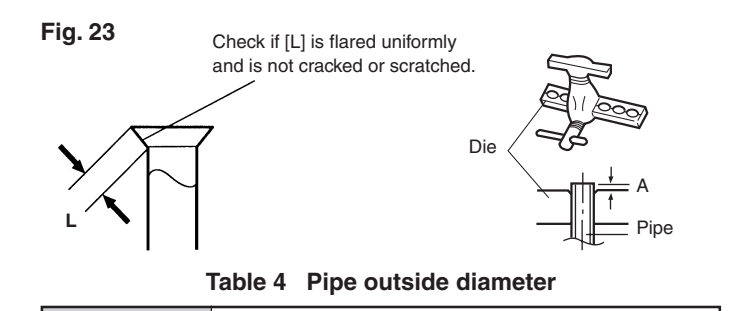 Fig. 23
Check if [L] is flared uniformly
and is not cracked or scratched.
L
Die
A
Pipe
Table 4 Pipe outside diameter